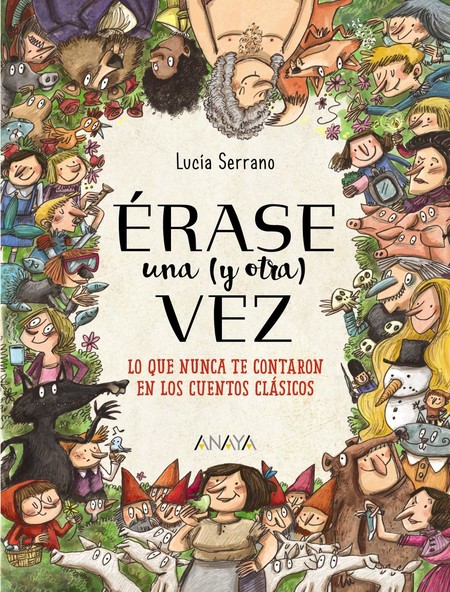 Lucía Serrano
ÉRASE
una (y otra)
VEZ
LO QUE NUNCA TE CONTARON
EN LOS CUENTOS CLÁSICOS
ANAYA